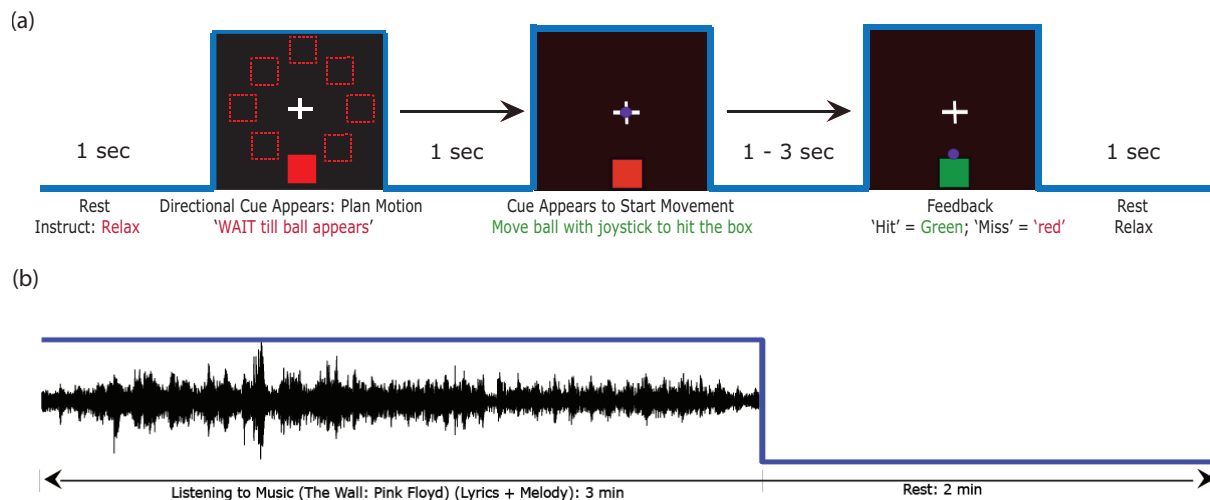 (a)
1 sec
1 sec
1 - 3 sec
1 sec
Rest
Instruct: Relax
Directional Cue Appears: Plan Motion
‘WAIT till ball appears’
Cue Appears to Start Movement
Move ball with joystick to hit the box
Feedback
‘Hit’ = Green; ‘Miss’ = ‘red’
Rest
Relax
(b)
Listening to Music (The Wall: Pink Floyd) (Lyrics + Melody): 3 min
Rest: 2 min